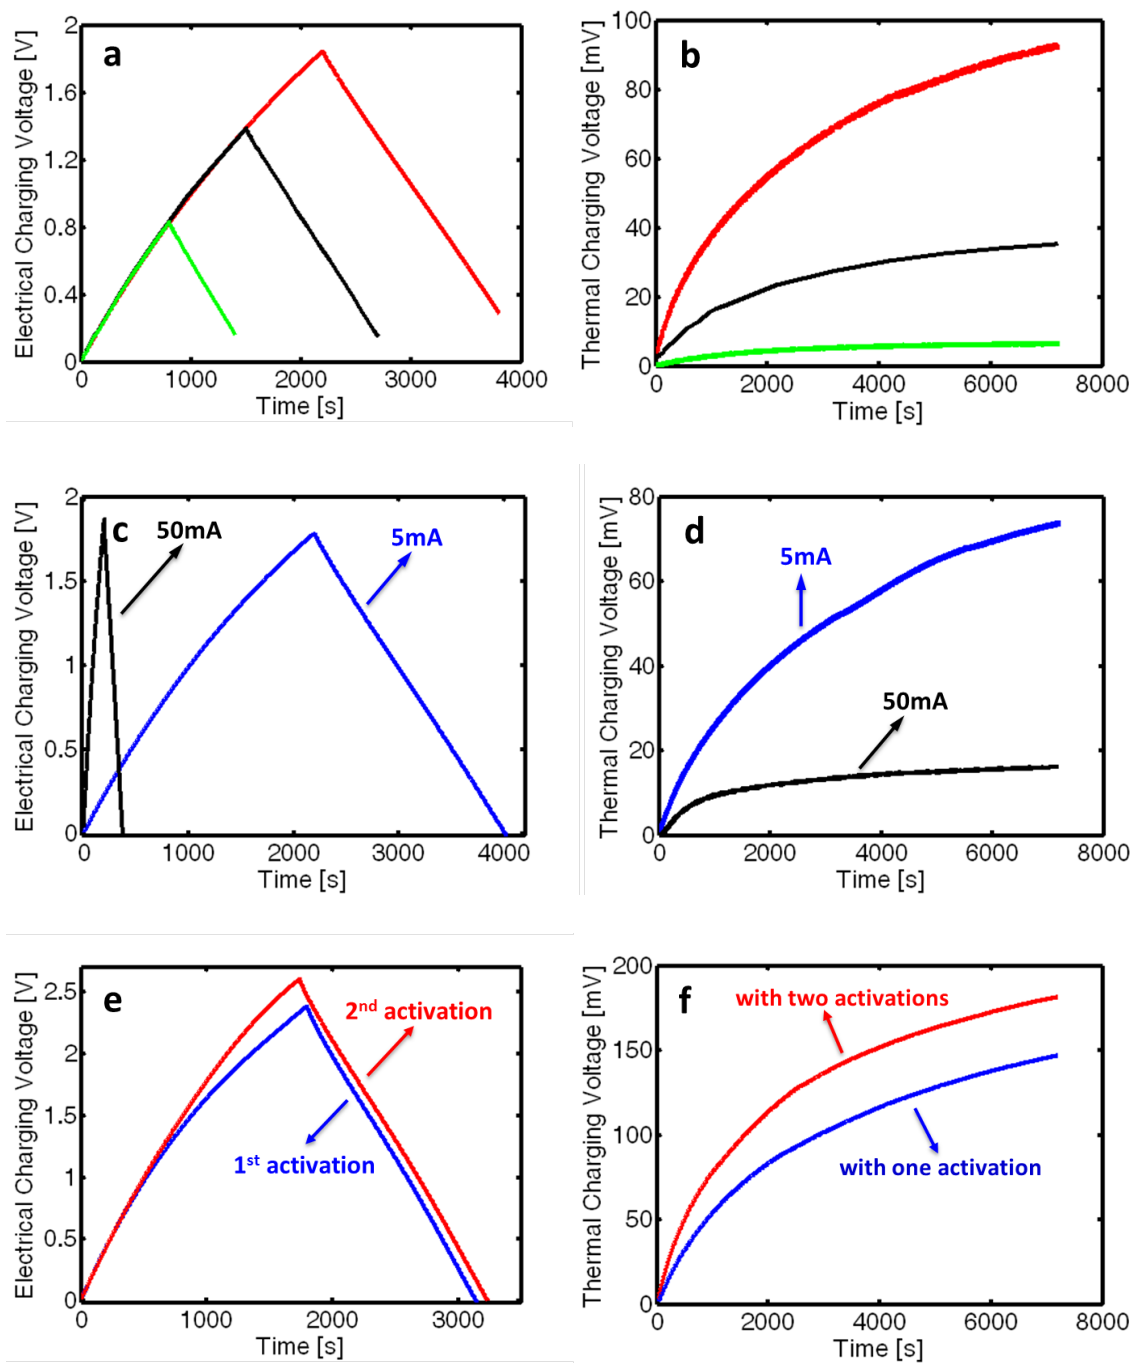 a
Electrical Charging Voltage [V]
2
1.6
1.2
0.8
0.4
0
0 1000 2000 3000 4000
Time [s]
b
Thermal Charging Voltage [mV]
100
80
60
40
20
0
0 2000 4000 6000 8000
Time [s]
c
Electrical Charging Voltage [V]
2
1.5
1
0.5
0
50mA
5mA
0 1000 2000 3000 4000
Time [s]
d
Thermal Charging Voltage [mV]
80
60
40
20
0
5mA
50mA
0 2000 4000 6000 8000
Time [s]
e
Electrical Charging Voltage [V]
2.5
2
1.5
1
0.5
0
2nd activation
1st activation
0 1000 2000 3000
Time [s]
f
Thermal Charging Voltage [mV]
200
150
100
50
0
with two activations
with one activation
0 2000 4000 6000 8000
Time [s]